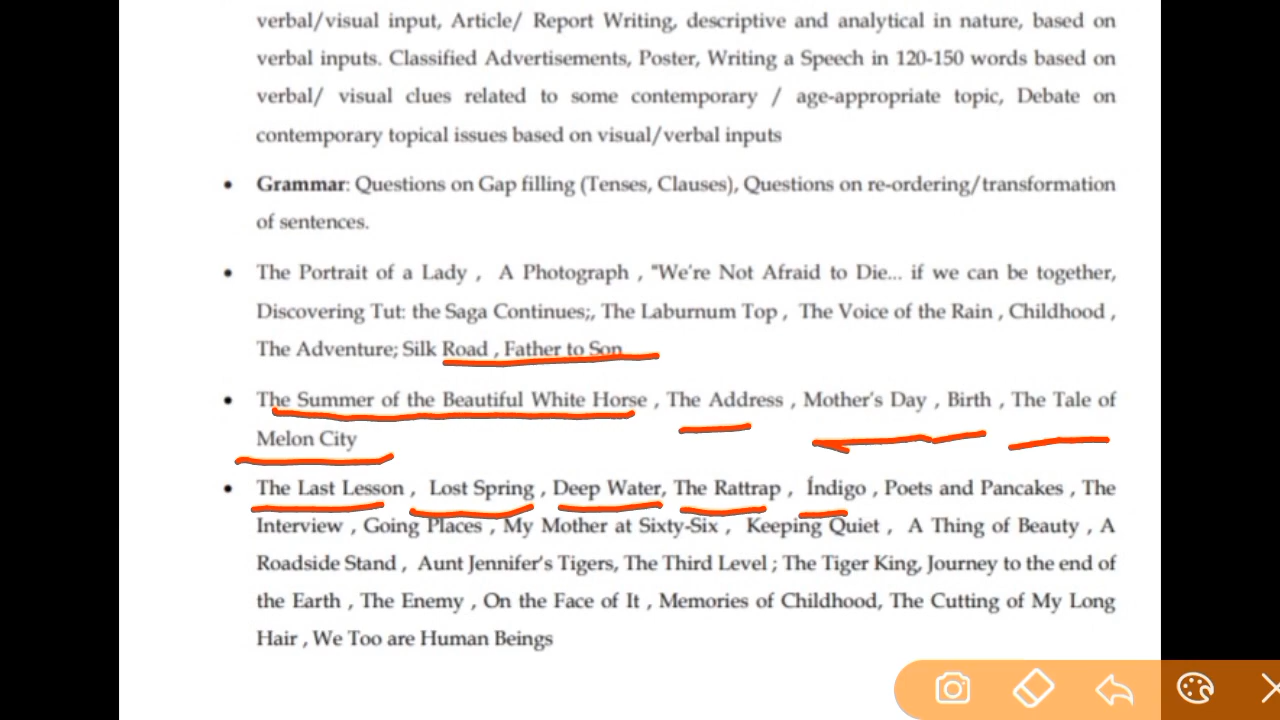 verbal/visual input, Article/ Report Writing, descriptive and analytical in nature, based on
verbal inputs. Classified Advertisements, Poster, Writing a Speech in 120-150 words based on
verbal/ visual clues related to some contemporary / age-appropriate topic, Debate on
contemporary topical issues based on visual/verbal inputs
• Grammar: Questions on Gap filling (Tenses, Clauses), Questions on re-ordering/transformation
of sentences.
• The Portrait of a Lady , A Photograph , "We're Not Afraid to Die... if we can be together,
Discovering Tut: the Saga Continues;, The Laburnum Top , The Voice of the Rain , Childhood ,
The Adventure; Silk Road , Father to Son
• The Summer of the Beautiful White Horse , The Address , Mother's Day , Birth , The Tale of
Melon City
• The Last Lesson , Lost Spring , Deep Water, The Rattrap , Índigo , Poets and Pancakes , The
Interview , Going Places , My Mother at Sixty-Six , Keeping Quiet , A Thing of Beauty , A
Roadside Stand , Aunt Jennifer's Tigers, The Third Level ; The Tiger King, Journey to the end of
the Earth , The Enemy , On the Face of It , Memories of Childhood, The Cutting of My Long
Hair , We Too are Human Beings